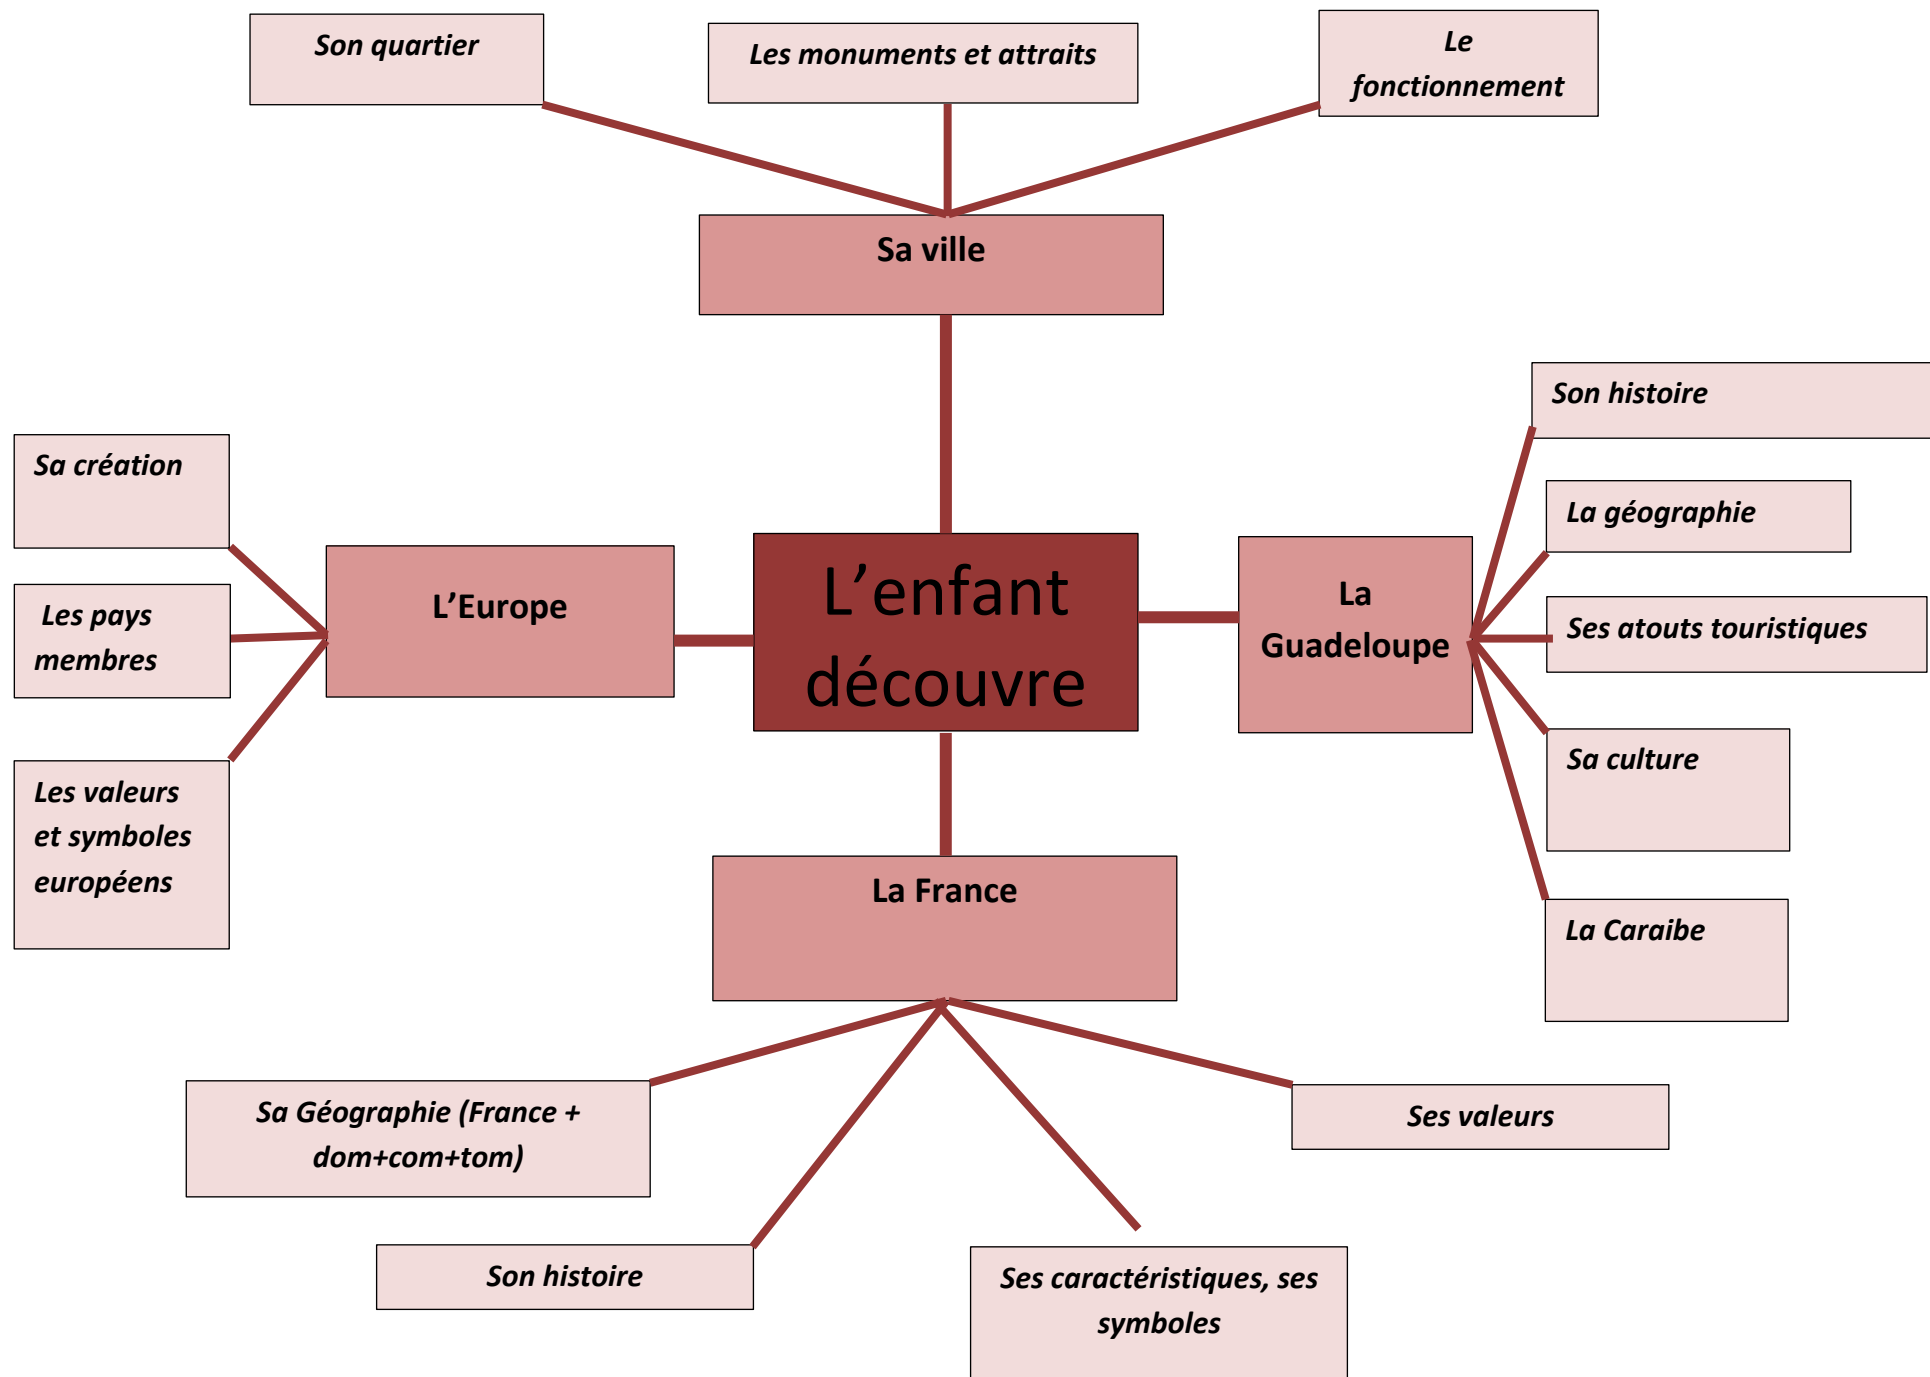 Son quartier
Les monuments et attraits
Le
fonctionnement
Sa ville
Son histoire
La géographie
Ses atouts touristiques
Sa culture
La Caraibe
La
Guadeloupe
L’enfant
découvre
L’Europe
Sa création
Les pays
membres
Les valeurs
et symboles
européens
La France
Sa Géographie (France +
dom+com+tom)
Son histoire
Ses caractéristiques, ses
symboles
Ses valeurs